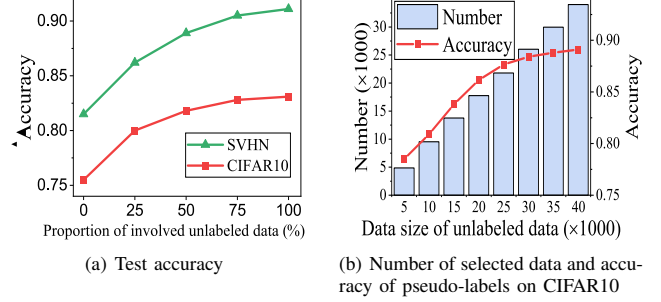 0.90
0.85
0.80
0.75
Accuracy
SVHN
CIFAR10
0 25 50 75 100
Proportion of involved unlabeled data (%)
(a) Test accuracy
Number
Accuracy
30
25
20
15
10
5
0
Number (×1000)
0.90
0.85
0.80
0.75
Accuracy
5 10 15 20 25 30 35 40
Data size of unlabeled data (×1000)
(b) Number of selected data and accu-
racy of pseudo-labels on CIFAR10